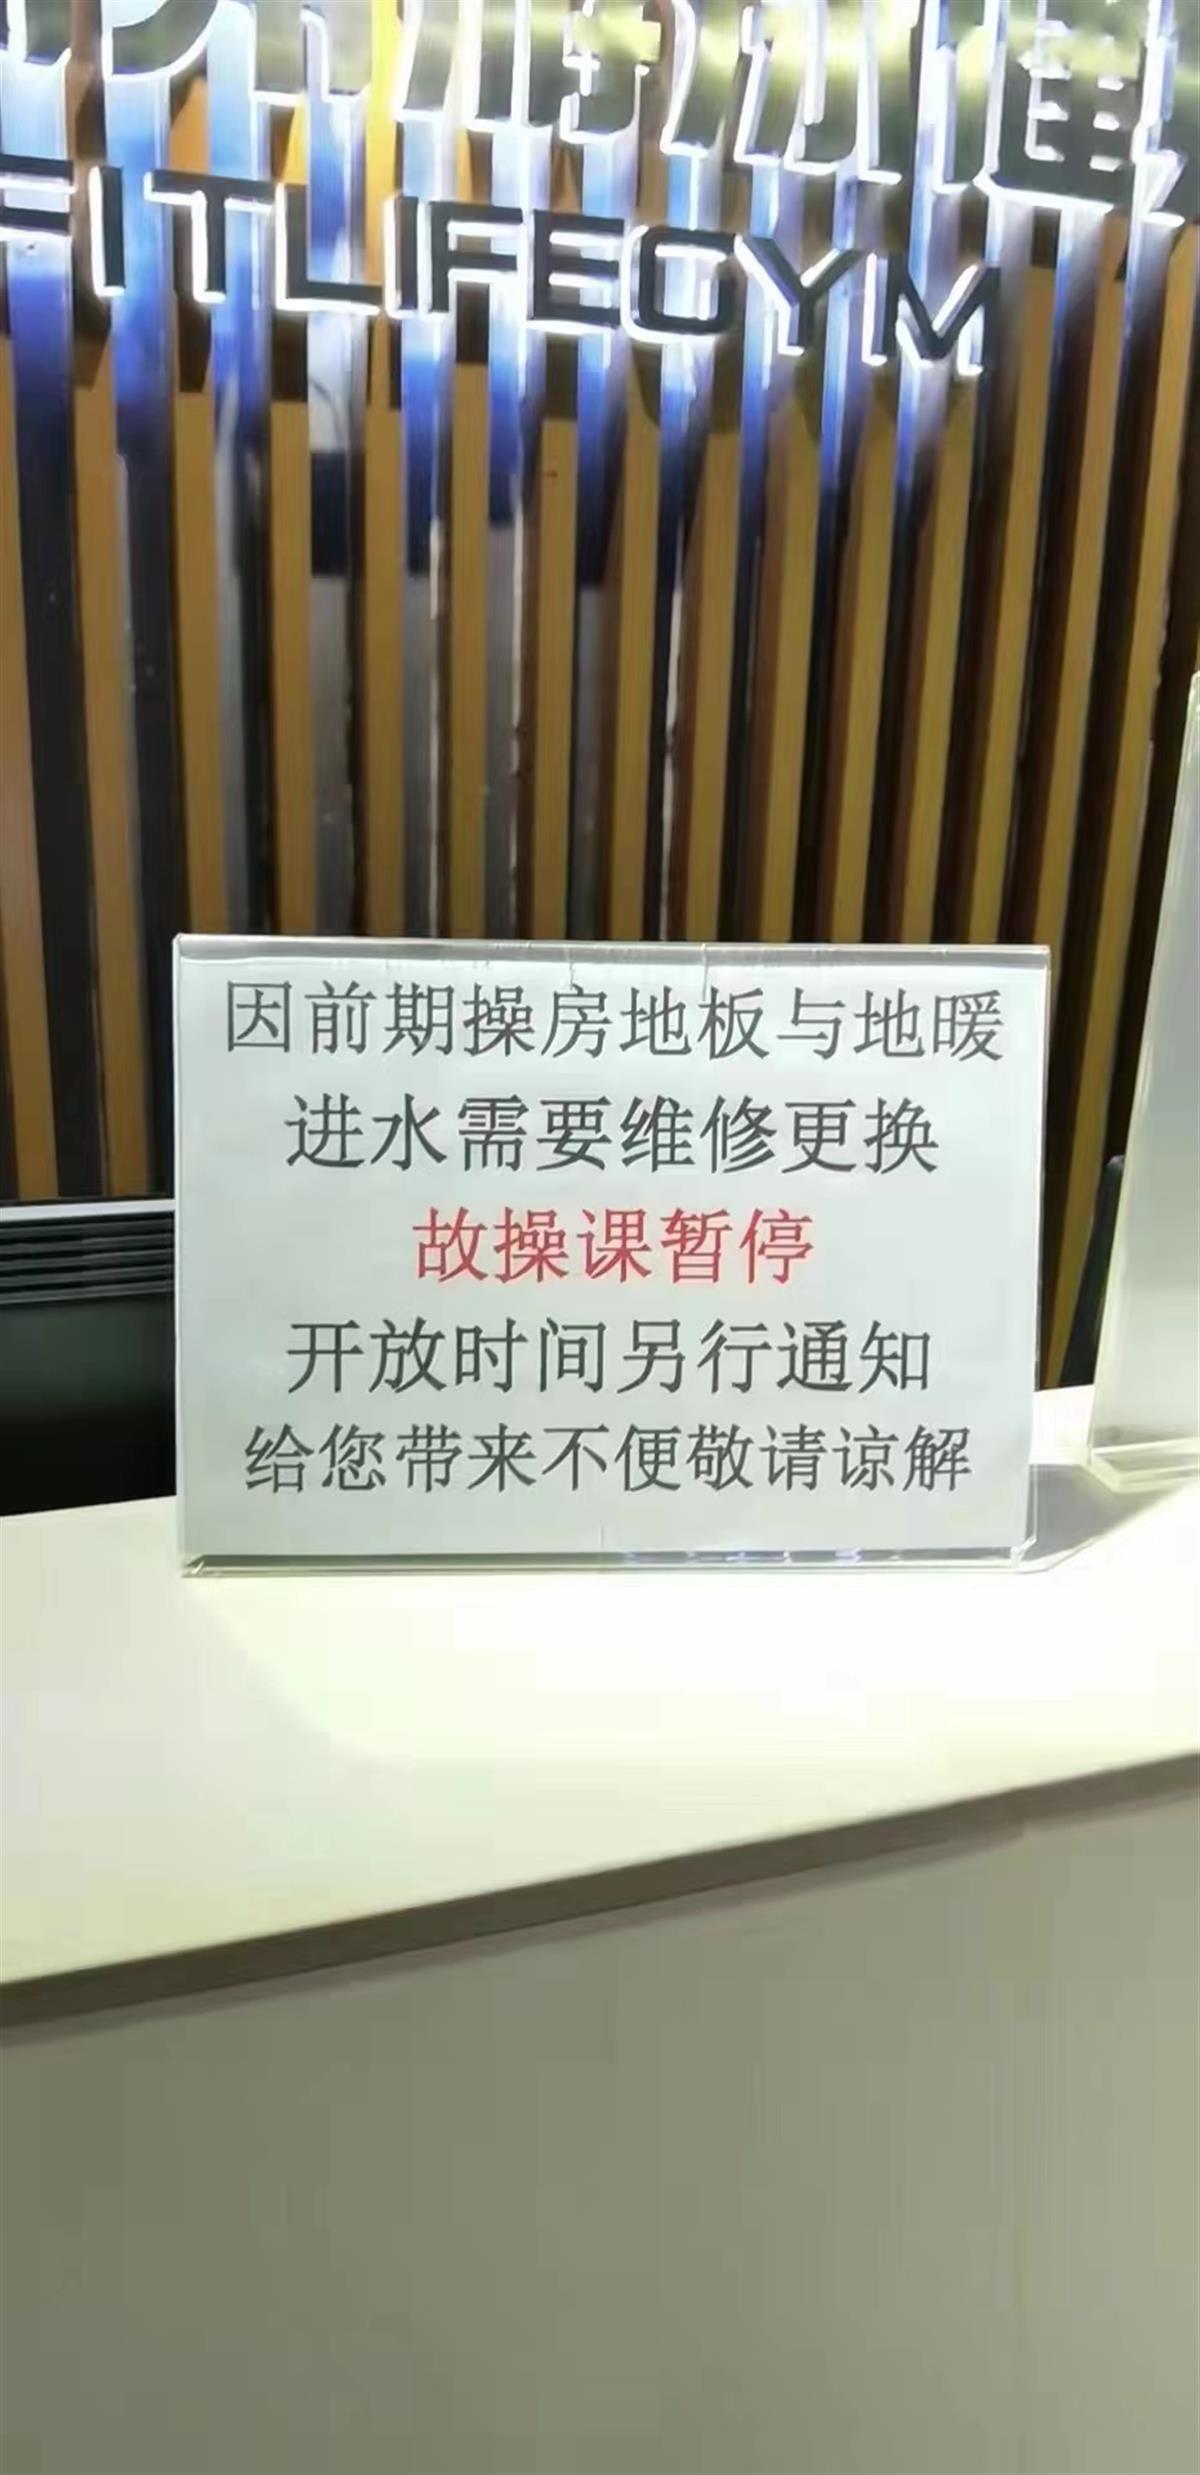 FITLIFEGYM
因前期操房地板与地暖
进水需要维修更换
故操课暂停
开放时间另行通知
给您带来不便敬请谅解